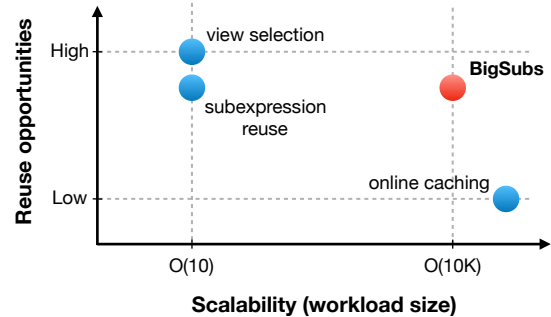 Reuse opportunities
High
Low
view selection
subexpression
reuse
BigSubs
online caching
O(10)
O(10K)
Scalability (workload size)